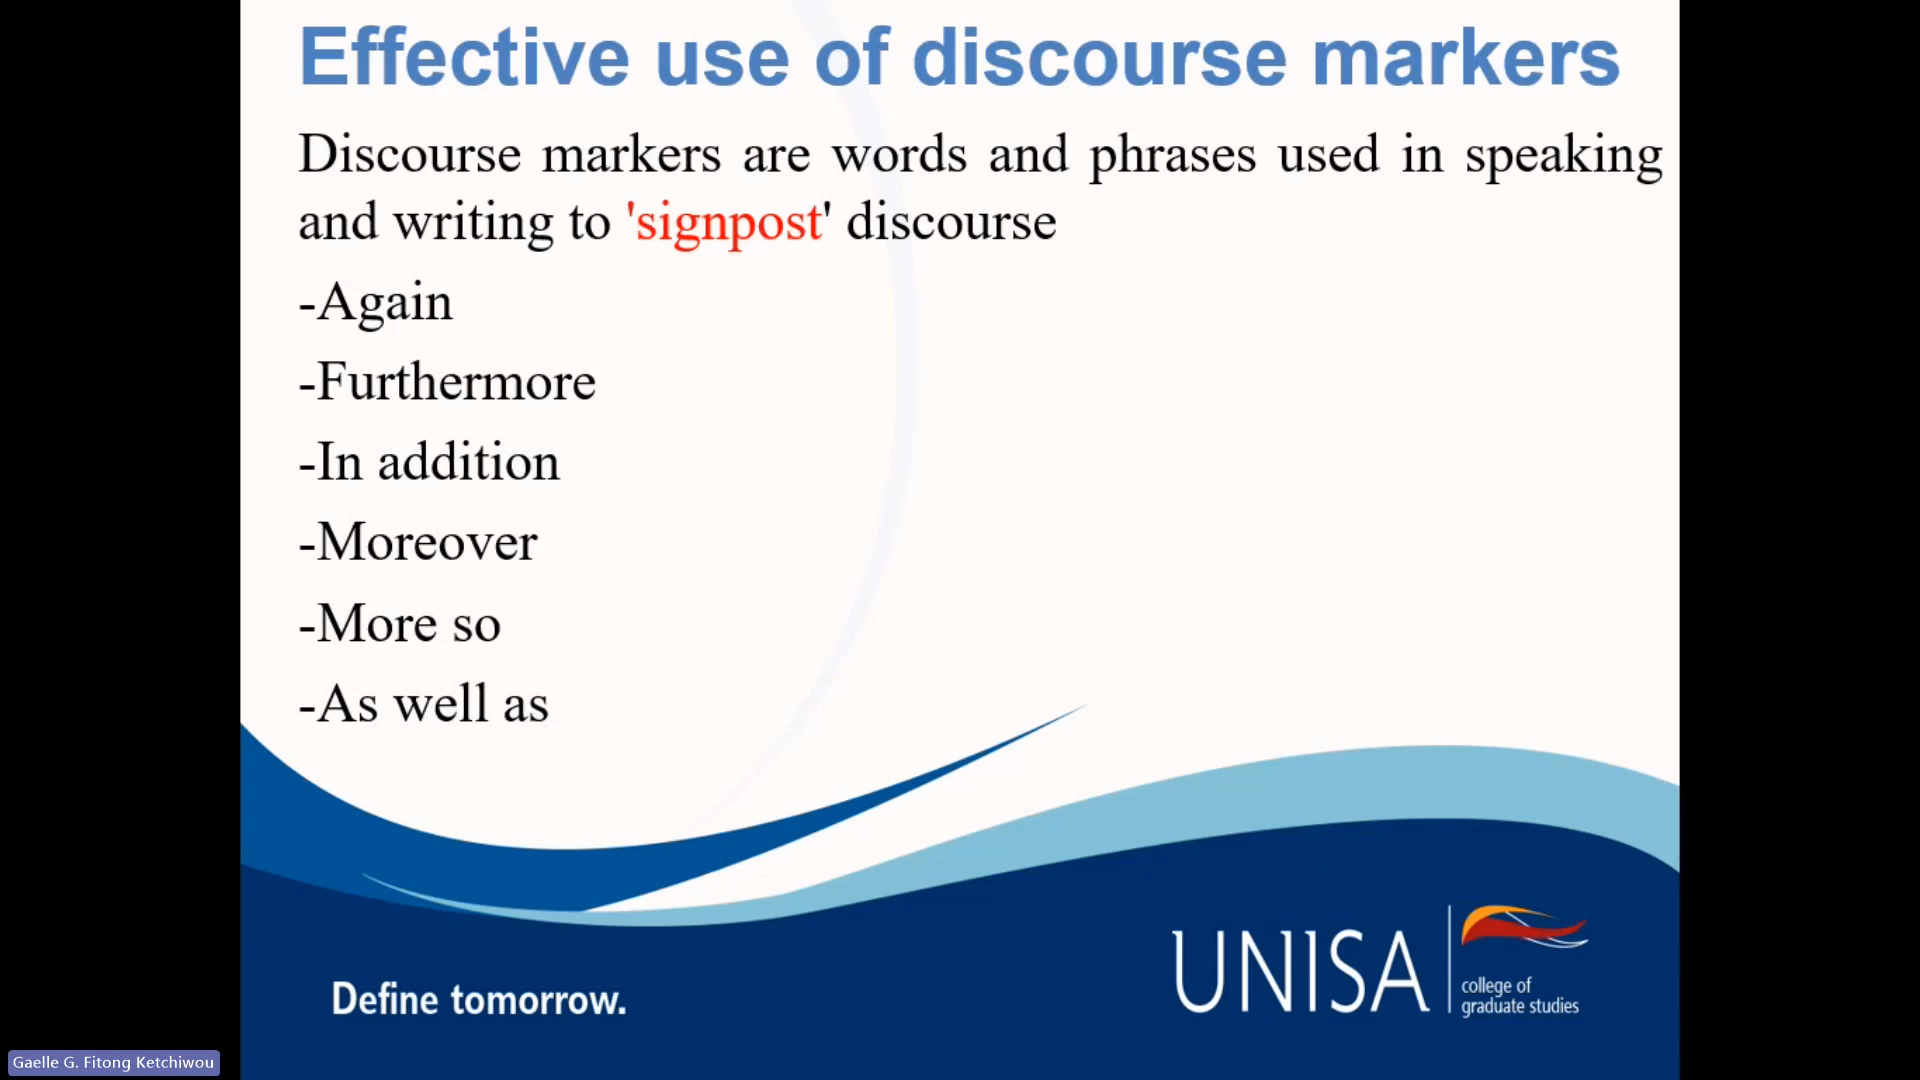 Effective use of discourse markers
Discourse markers are words and phrases used in speaking
and writing to 'signpost' discourse
-Again
-Furthermore
-In addition
-Moreover
-More so
-As well as
Define tomorrow.
UNISA
college of
graduate studies
Gaelle G. Fitong Ketchiwou